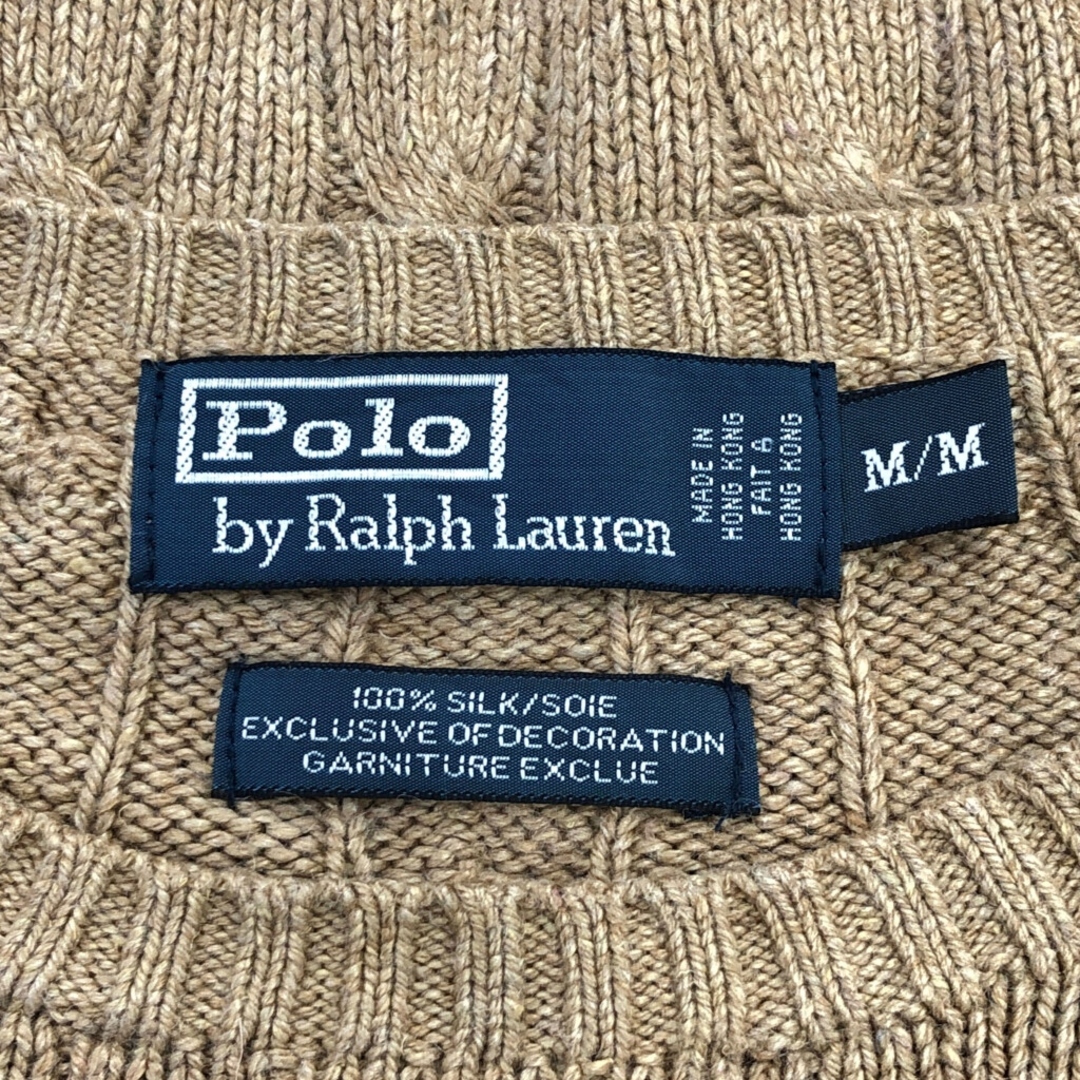 Polo
by Ralph Lauren
MADE IN
HONG KONG
FAIT À
HONG KONG
M/M
100% SILK/SOIE
EXCLUSIVE OF DECORATION
GARNITURE EXCLUE